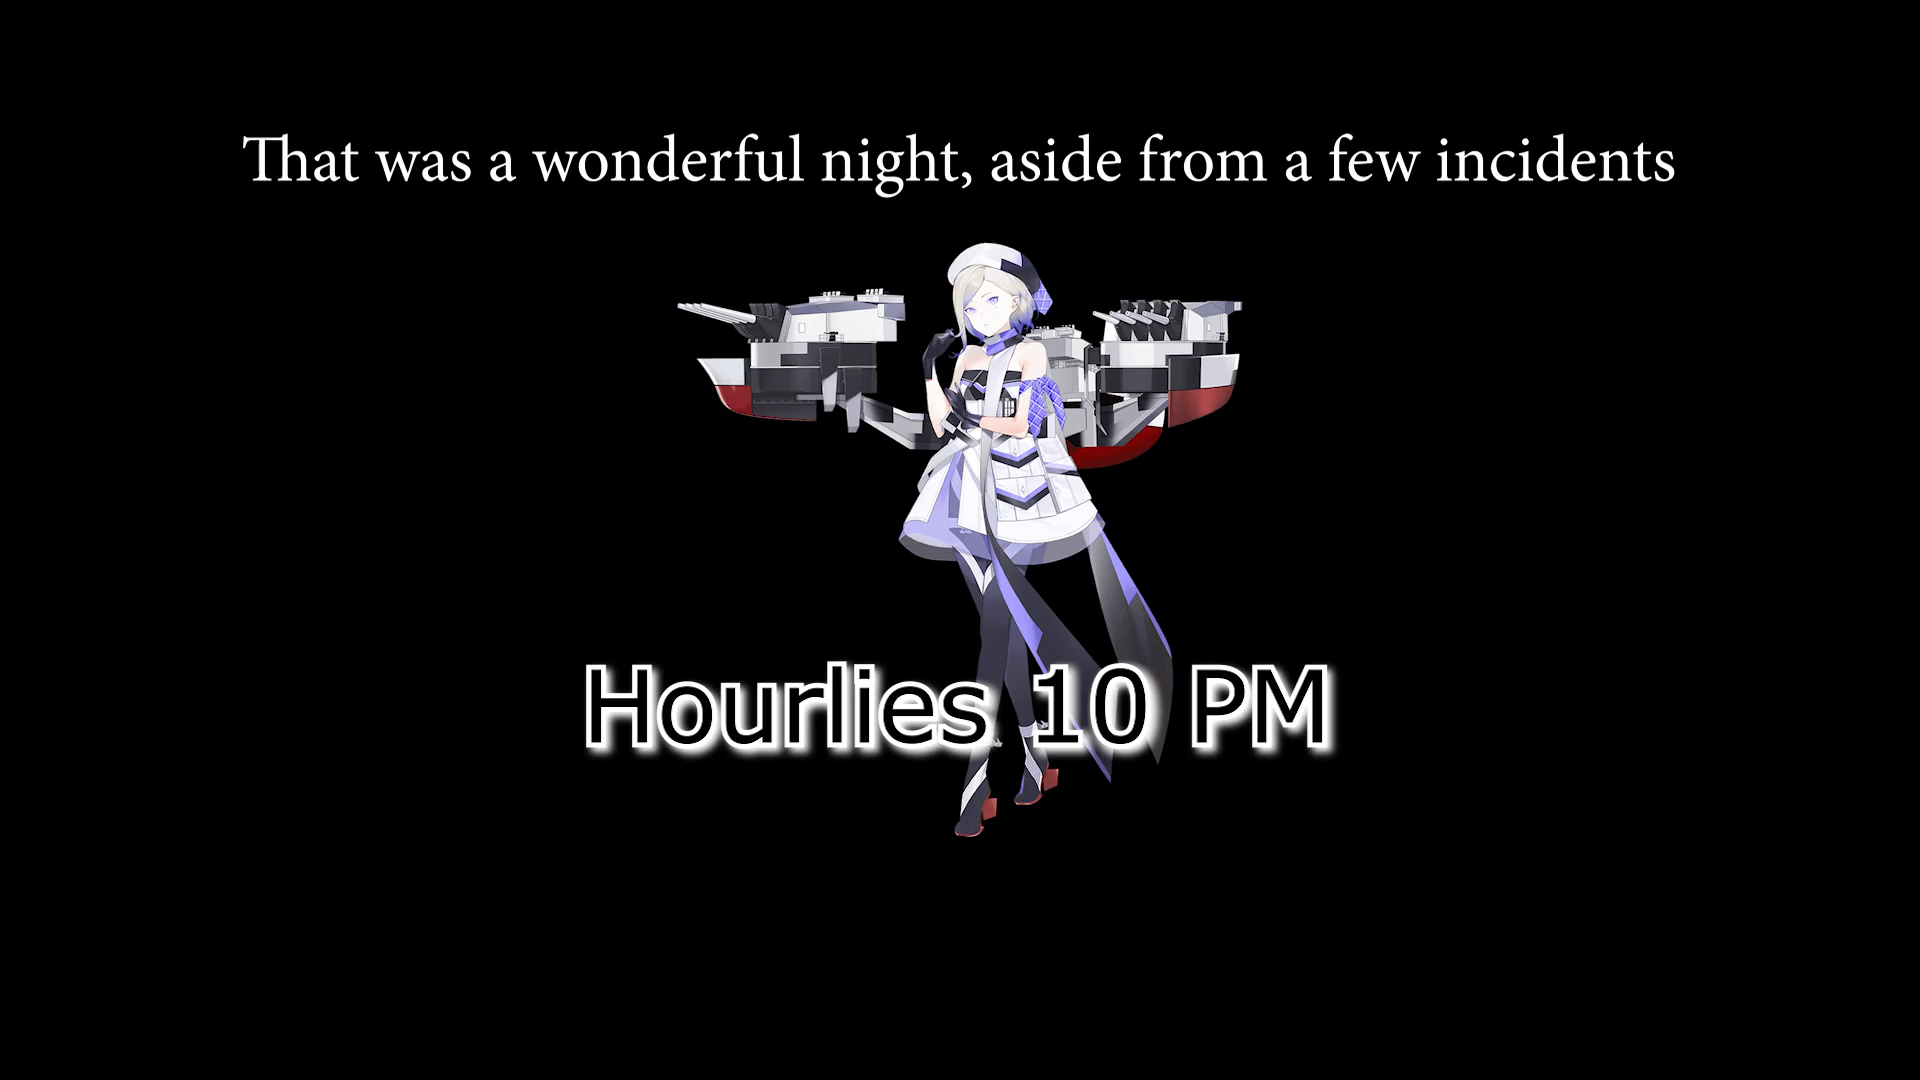 That was a wonderful night, aside from a few incidents
Hourlies 10 PM